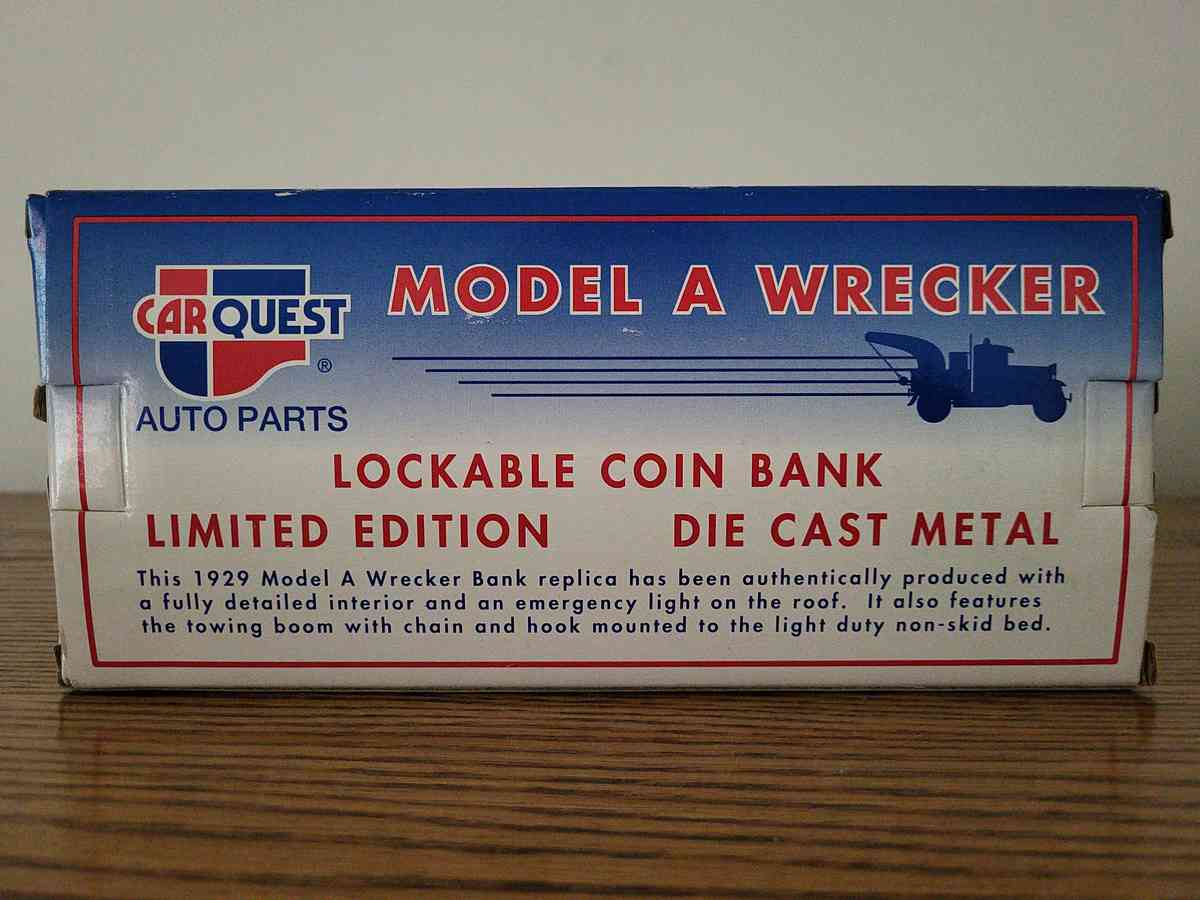 CARQUEST
®
AUTO PARTS
MODEL A WRECKER
LOCKABLE COIN BANK
LIMITED EDITION DIE CAST METAL
This 1929 Model A Wrecker Bank replica has been authentically produced with
a fully detailed interior and an emergency light on the roof. It also features
the towing boom with chain and hook mounted to the light duty non-skid bed.